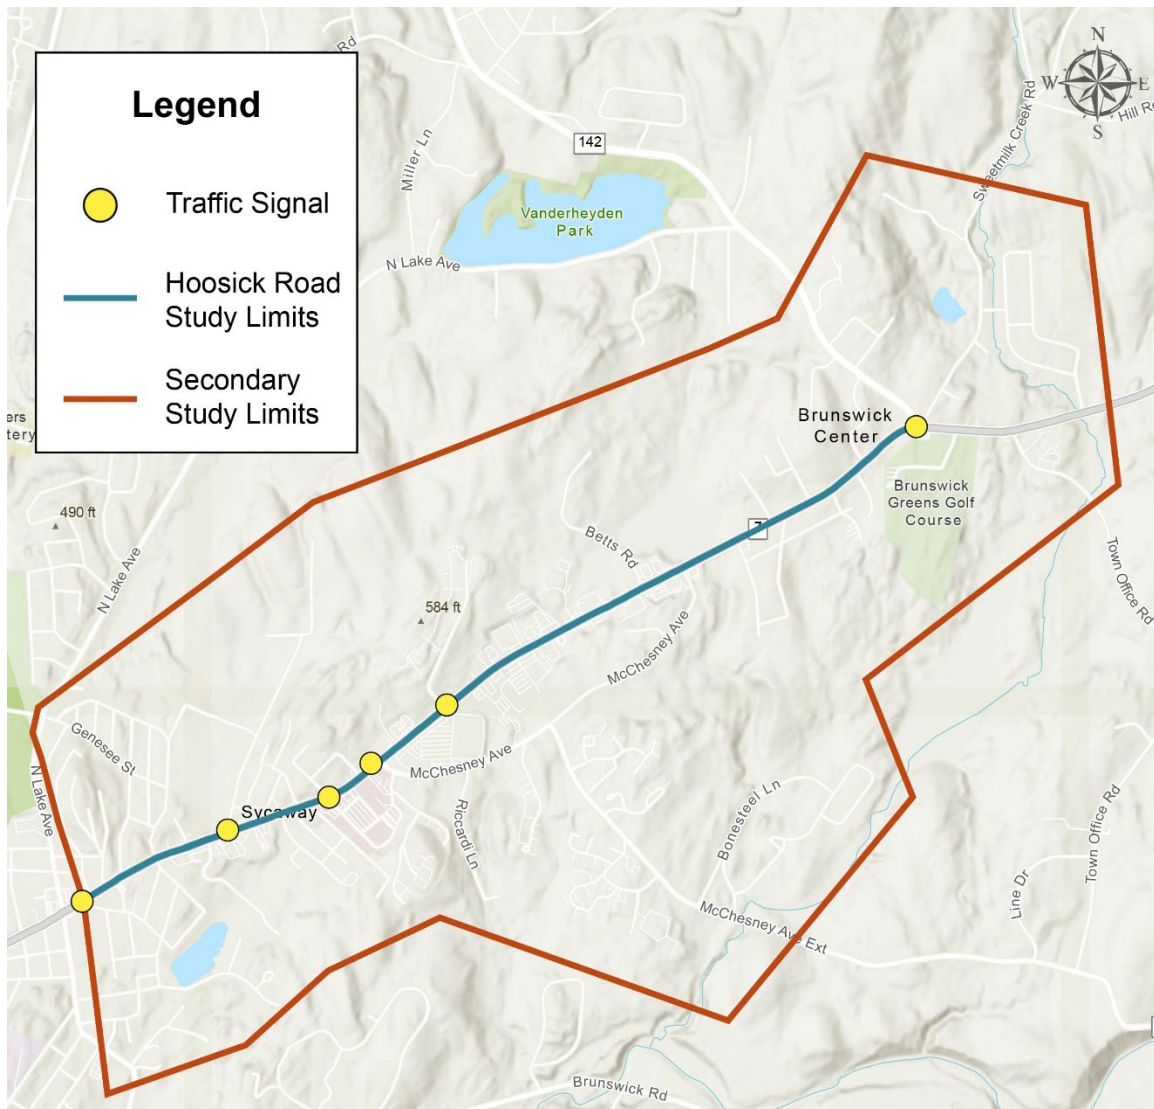 Legend
Traffic Signal
Hoosick Road
Study Limits
Secondary
Study Limits
N
W
E
S
Rd
142
Miller Ln
Vanderheyden
Park
N Lake Ave
Sweetmilk Creek Rd
Hill Rd
ers
tery
490 ft
N Lake Ave
Brunswick
Center
Brunswick
Greens Golf
Course
7
Betts Rd
Town Office Rd
584 ft
McChesney Ave
Genesee St
N Lake Ave
McChesney Ave
Sycaway
Riccardi Ln
Bonesteel Ln
Town Office Rd
Line Dr
McChesney Ave Ext
Brunswick Rd